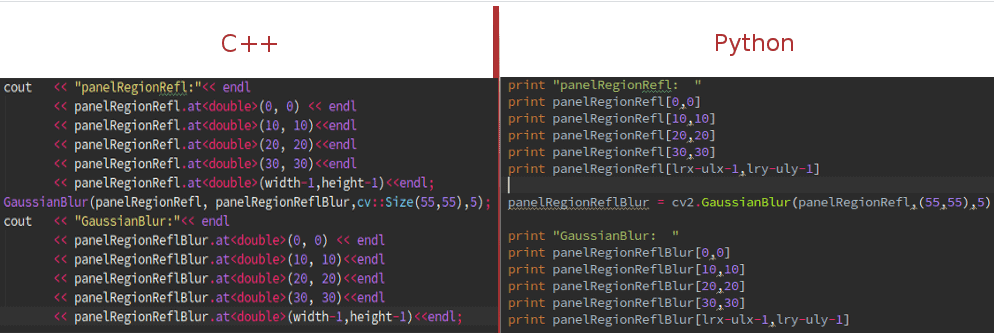 C++
cout   << "panelRegionRefl:"<< endl
       << panelRegionRefl.at<double>(0, 0) << endl
       << panelRegionRefl.at<double>(10, 10)<<endl
       << panelRegionRefl.at<double>(20, 20)<<endl
       << panelRegionRefl.at<double>(30, 30)<<endl
       << panelRegionRefl.at<double>(width-1,height-1)<<endl;
GaussianBlur(panelRegionRefl, panelRegionReflBlur,cv::Size(55,55),5);
cout   << "GaussianBlur:"<< endl
       << panelRegionReflBlur.at<double>(0, 0) << endl
       << panelRegionReflBlur.at<double>(10, 10)<<endl
       << panelRegionReflBlur.at<double>(20, 20)<<endl
       << panelRegionReflBlur.at<double>(30, 30)<<endl
       << panelRegionReflBlur.at<double>(width-1,height-1)<<endl;
Python
print "panelRegionRefl:  "
print panelRegionRefl[0,0]
print panelRegionRefl[10,10]
print panelRegionRefl[20,20]
print panelRegionRefl[30,30]
print panelRegionRefl[lrx-ulx-1,lry-uly-1]
panelRegionReflBlur = cv2.GaussianBlur(panelRegionRefl,(55,55),5)
print "GaussianBlur:  "
print panelRegionReflBlur[0,0]
print panelRegionReflBlur[10,10]
print panelRegionReflBlur[20,20]
print panelRegionReflBlur[30,30]
print panelRegionReflBlur[lrx-ulx-1,lry-uly-1]